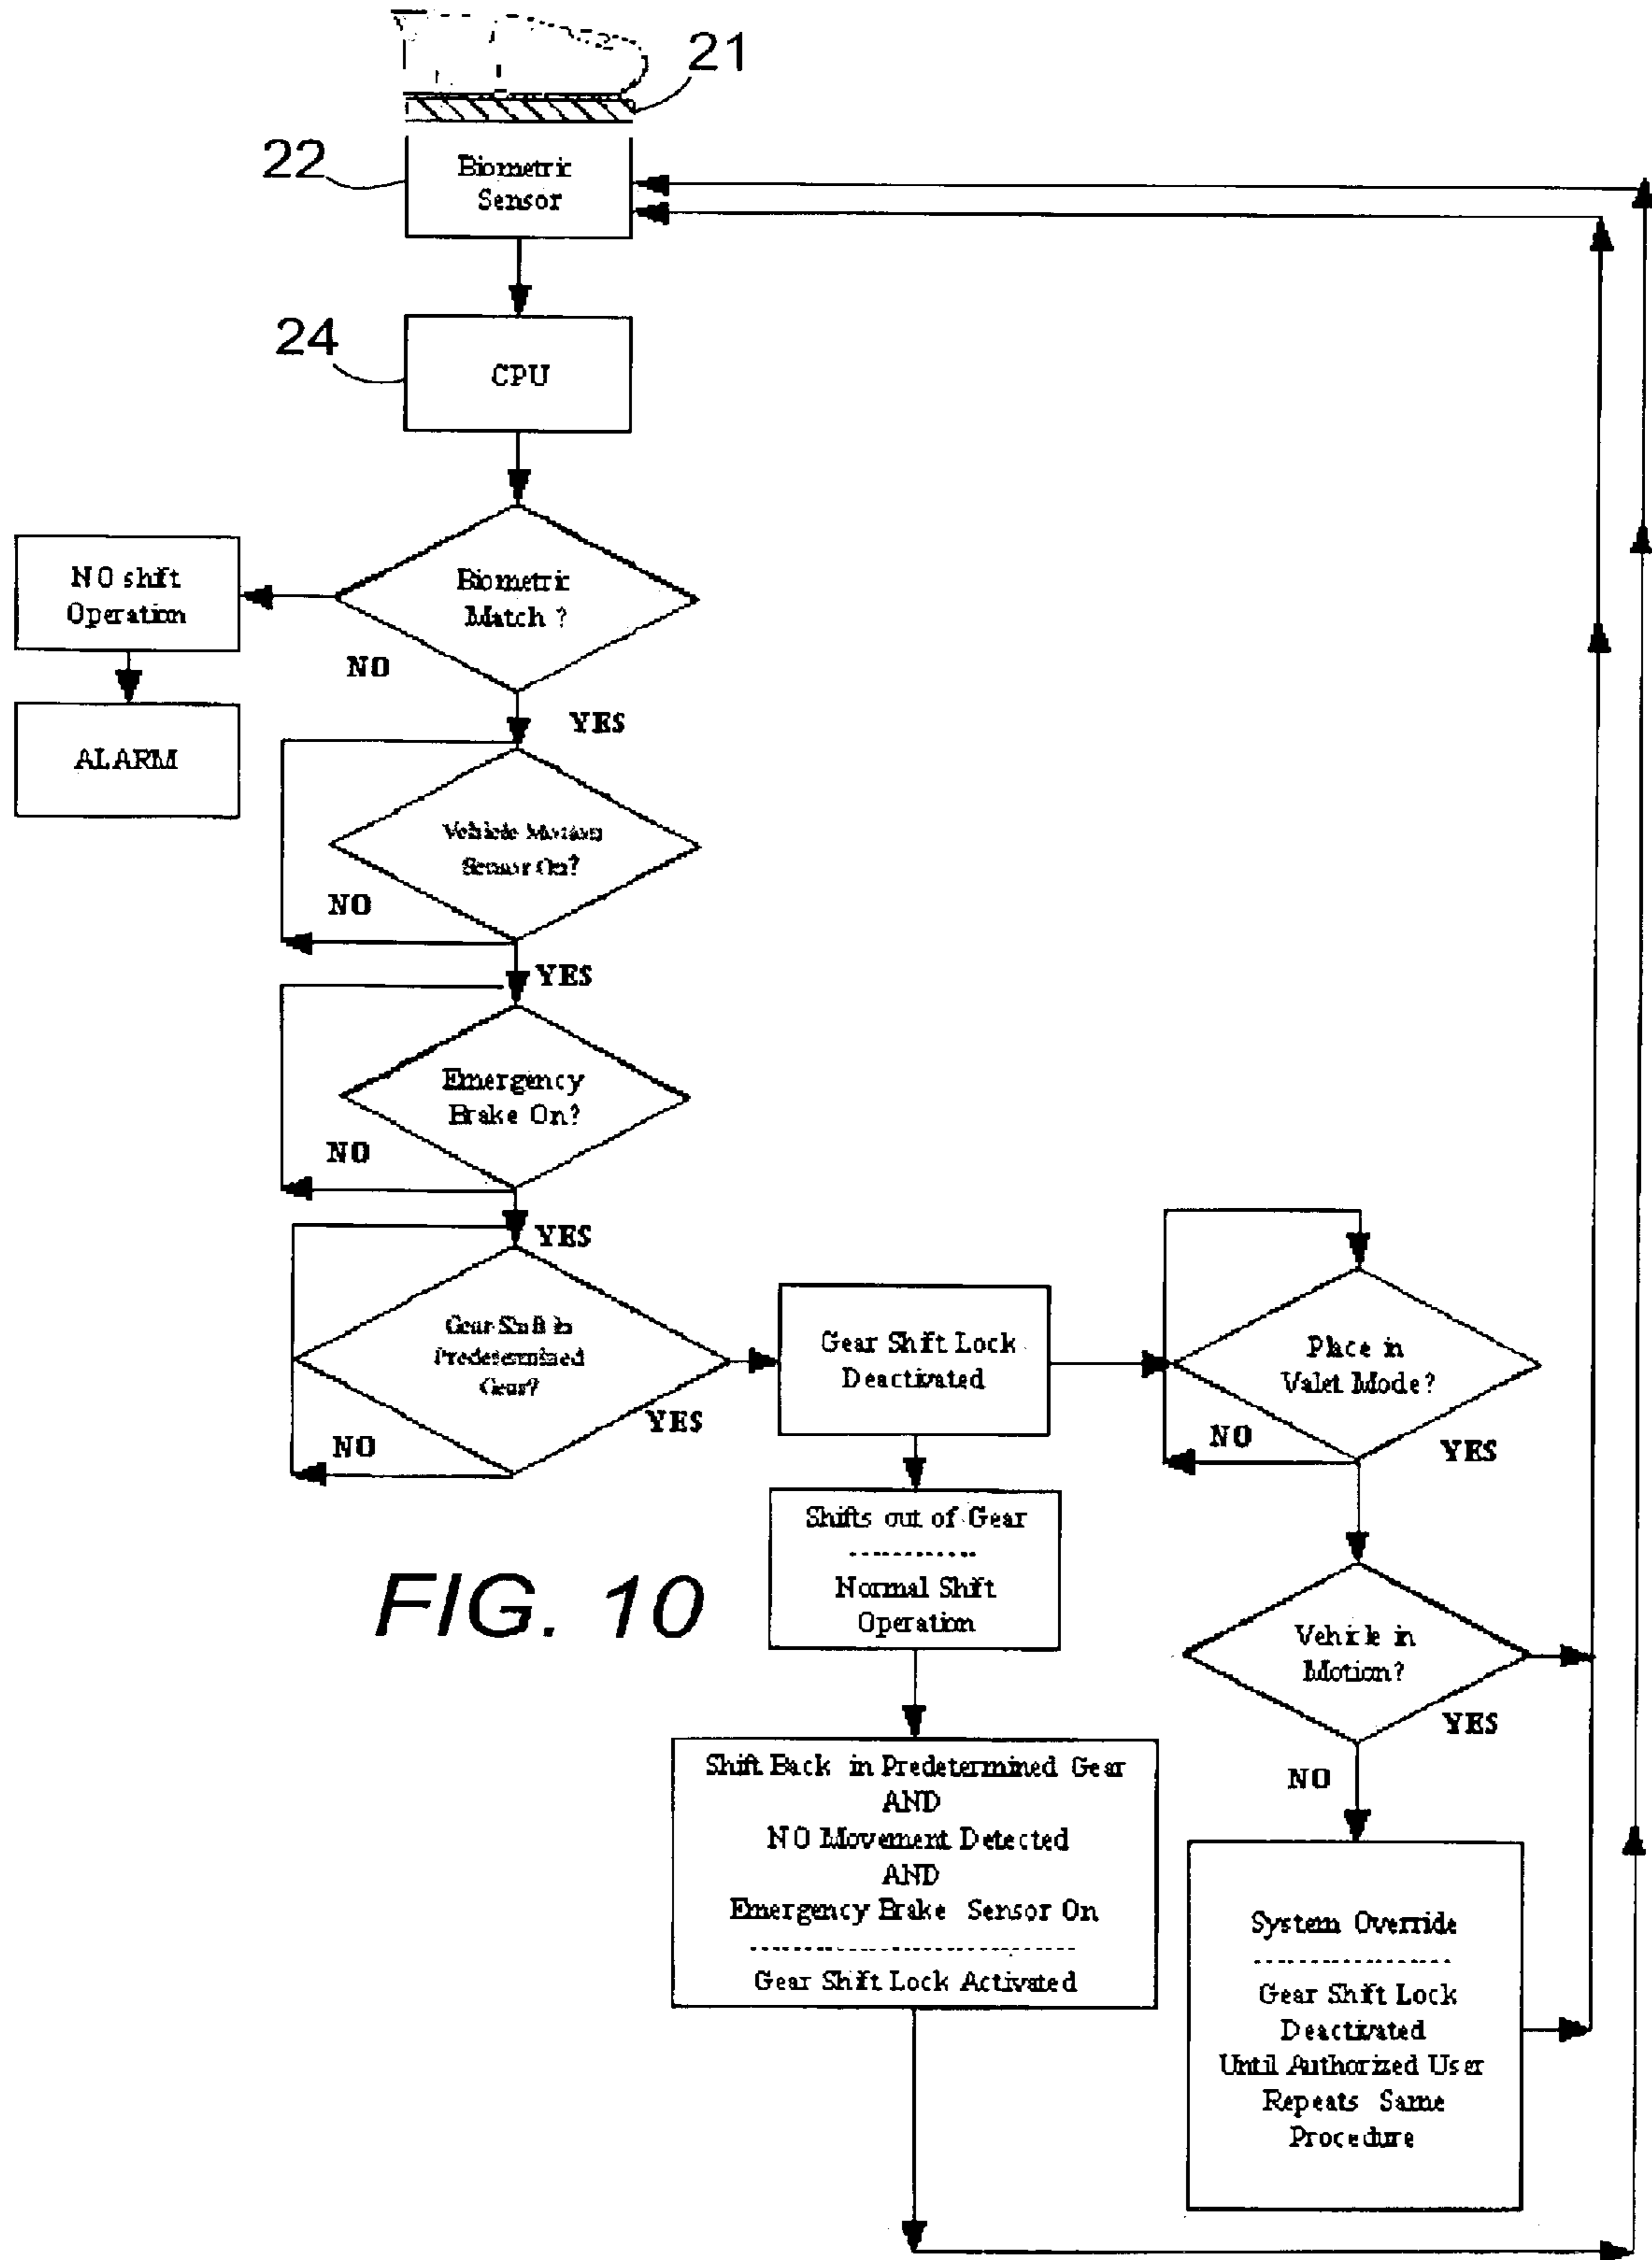 21
22
Biometric
Sensor
24
CPU
NO shift
Operation
Biometric
Match ?
NO
YES
ALARM
Vehicle Motion
Sensor On?
NO
YES
Emergency
Brake On?
NO
YES
Gear Shift in
Predetermined
Gear?
NO
YES
Gear Shift Lock
Deactivated
Place in
Valet Mode?
NO
YES
Shifts out of Gear
-----------
Normal Shift
Operation
FIG. 10
Vehicle in
Motion?
YES
NO
Shift Back in Predetermined Gear
AND
NO Movement Detected
AND
Emergency Brake Sensor On
----------------------------
Gear Shift Lock Activated
System Override
-----------------
Gear Shift Lock
Deactivated
Until Authorized User
Repeats Same
Procedure